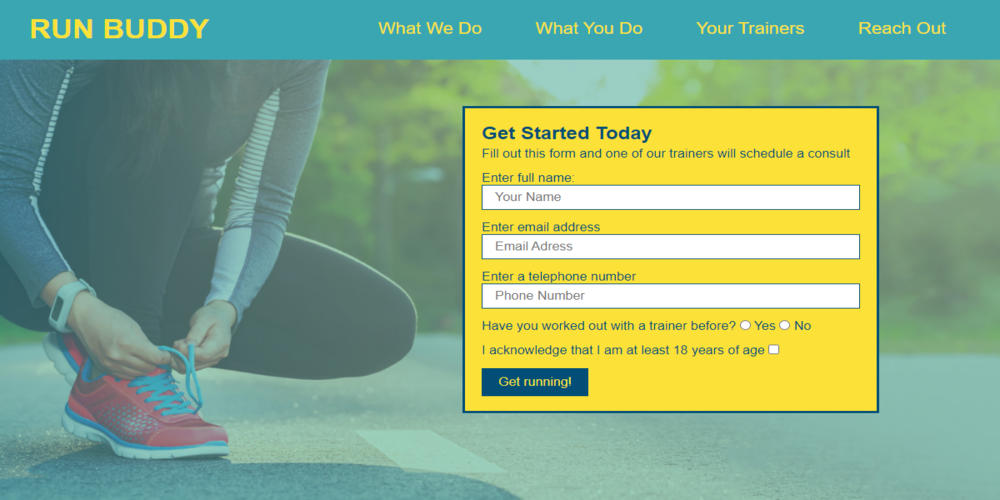 RUN BUDDY
What We Do
What You Do
Your Trainers
Reach Out
Get Started Today
Fill out this form and one of our trainers will schedule a consult
Enter full name:
Your Name
Enter email address
Email Adress
Enter a telephone number
Phone Number
Have you worked out with a trainer before? Yes No
I acknowledge that I am at least 18 years of age
Get running!